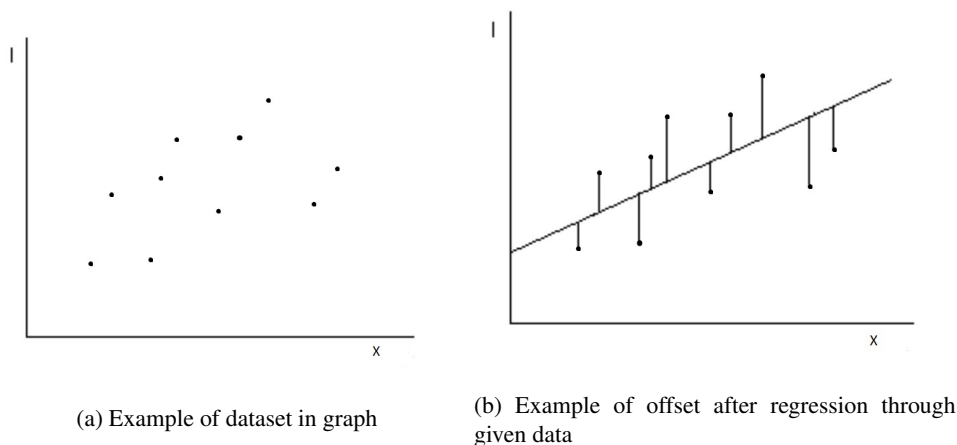 I
x
(a) Example of dataset in graph
I
x
(b) Example of offset after regression through
given data